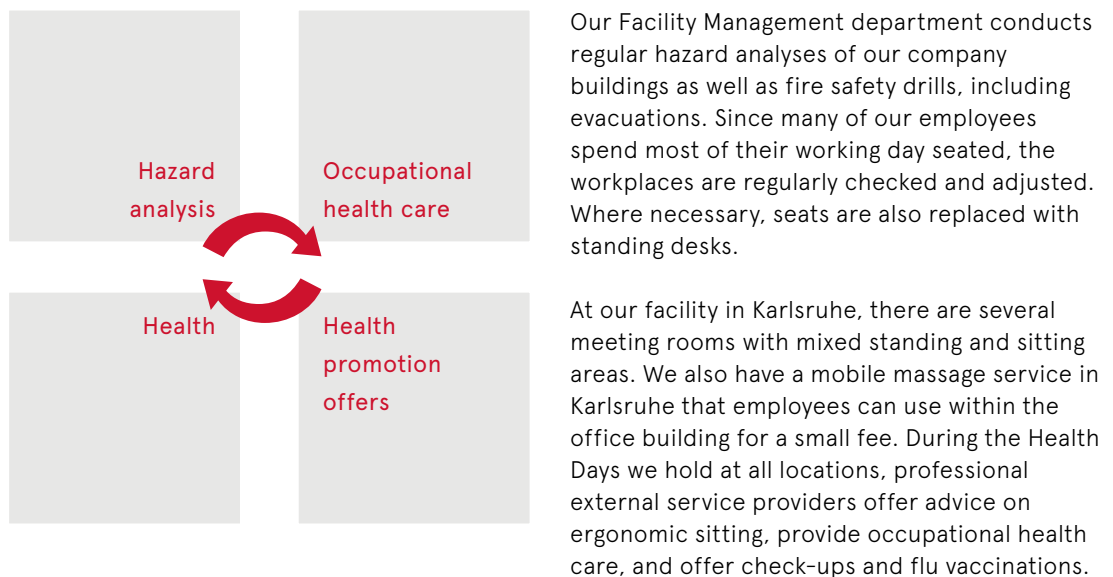 Hazard
analysis
Occupational
health care
Health
Health
promotion
offers
Our Facility Management department conducts
regular hazard analyses of our company
buildings as well as fire safety drills, including
evacuations. Since many of our employees
spend most of their working day seated, the
workplaces are regularly checked and adjusted.
Where necessary, seats are also replaced with
standing desks.
At our facility in Karlsruhe, there are several
meeting rooms with mixed standing and sitting
areas. We also have a mobile massage service in
Karlsruhe that employees can use within the
office building for a small fee. During the Health
Days we hold at all locations, professional
external service providers offer advice on
ergonomic sitting, provide occupational health
care, and offer check-ups and flu vaccinations.